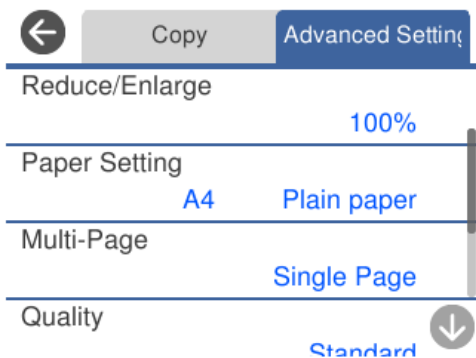 Copy Advanced Setting
Reduce/Enlarge
100%
Paper Setting
A4 Plain paper
Multi-Page
Single Page
Quality
Standard